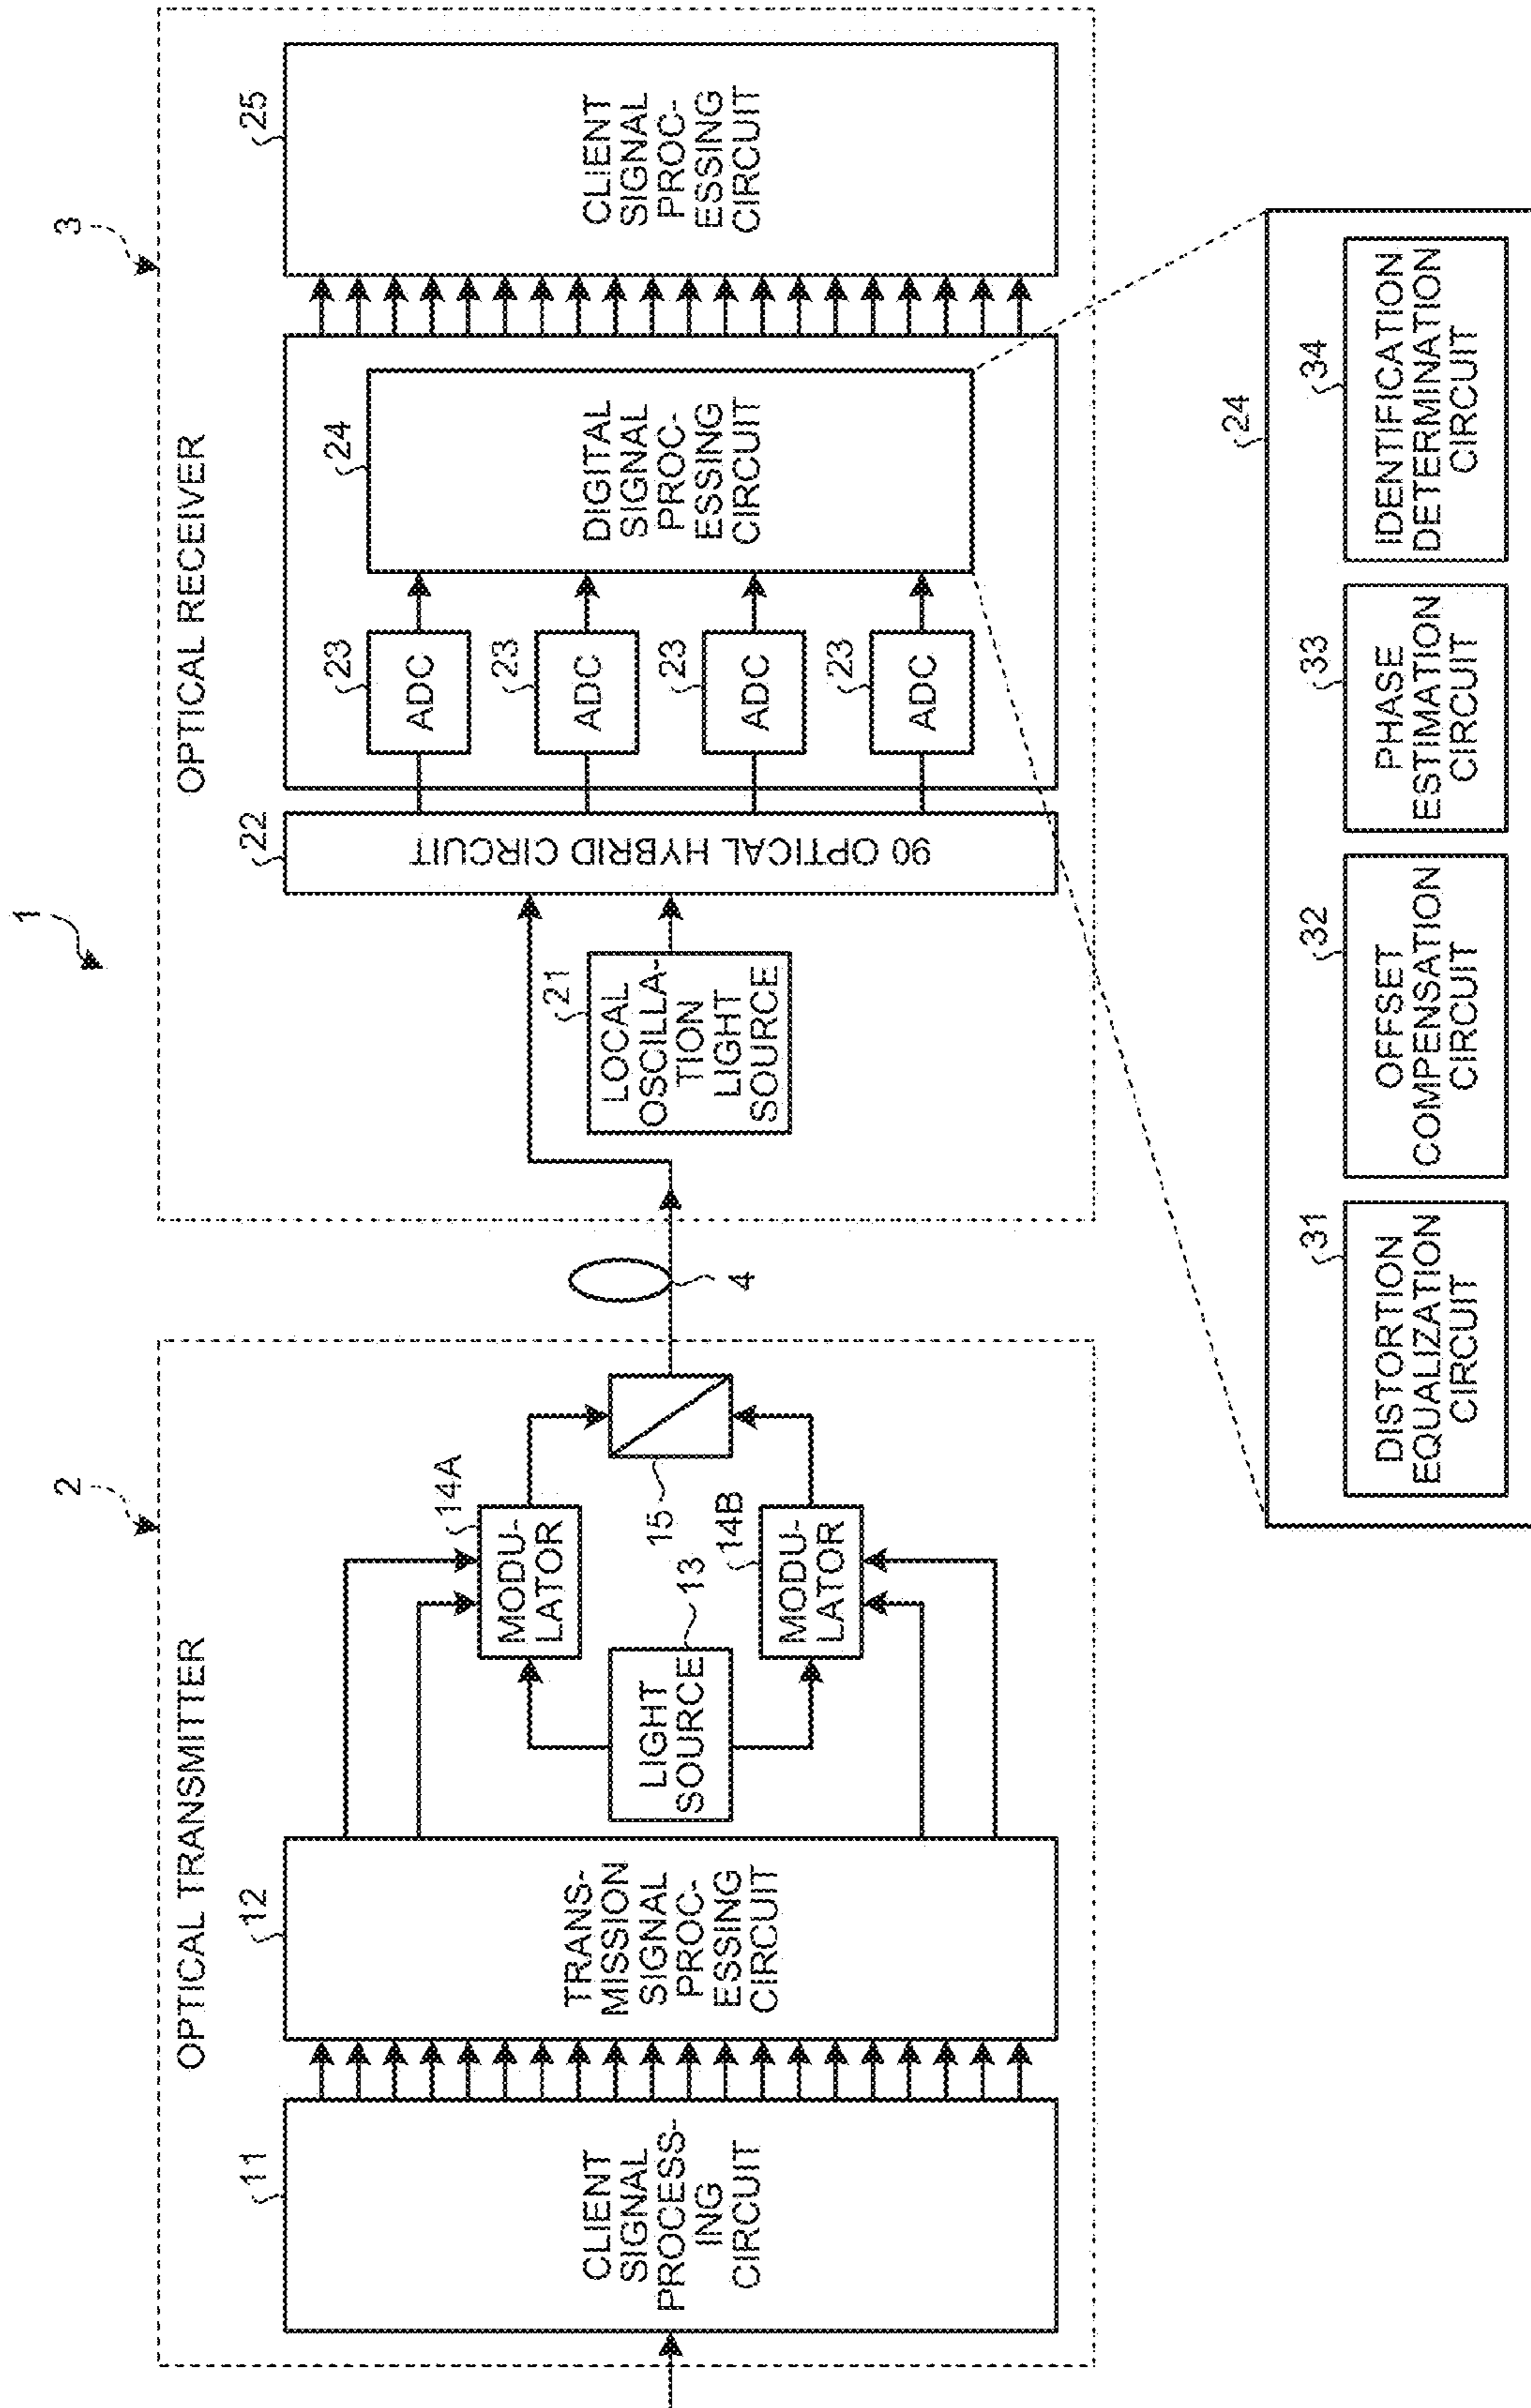 1
2
OPTICAL TRANSMITTER
11
CLIENT
SIGNAL
PROCESS-
ING
CIRCUIT
12
TRANS-
MISSION
SIGNAL
PROC-
ESSING
CIRCUIT
14A
MODU-
LATOR
13
LIGHT
SOURCE
14B
MODU-
LATOR
15
4
3
OPTICAL RECEIVER
21
LOCAL
OSCILLA-
TION
LIGHT
SOURCE
22
90 OPTICAL HYBRID CIRCUIT
23
ADC
23
ADC
23
ADC
23
ADC
24
DIGITAL
SIGNAL
PROC-
ESSING
CIRCUIT
25
CLIENT
SIGNAL
PROC-
ESSING
CIRCUIT
24
31
DISTORTION
EQUALIZATION
CIRCUIT
32
OFFSET
COMPENSATION
CIRCUIT
33
PHASE
ESTIMATION
CIRCUIT
34
IDENTIFICATION
DETERMINATION
CIRCUIT